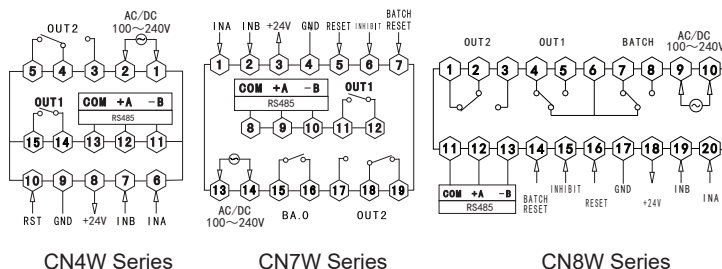 OUT2 AC/DC
100～240V
5 4 3 2 1
OUT1 COM +A -B
RS485
15 14 13 12 11
10 9 8 7 6
RST GND +24V INB INA
CN4W Series
INA INB +24V GND RESET INHIBIT BATCH
RESET
1 2 3 4 5 6 7
COM +A -B OUT1
RS485
8 9 10 11 12
13 14 15 16 17 18 19
AC/DC
100～240V BA.O OUT2
CN7W Series
OUT2 OUT1 BATCH AC/DC
100～240V
1 2 3 4 5 6 7 8 9 10
11 12 13 14 15 16 17 18 19 20
COM +A -B
RS485
BATCH
RESET INHIBIT RESET GND +24V INB INA
CN8W Series